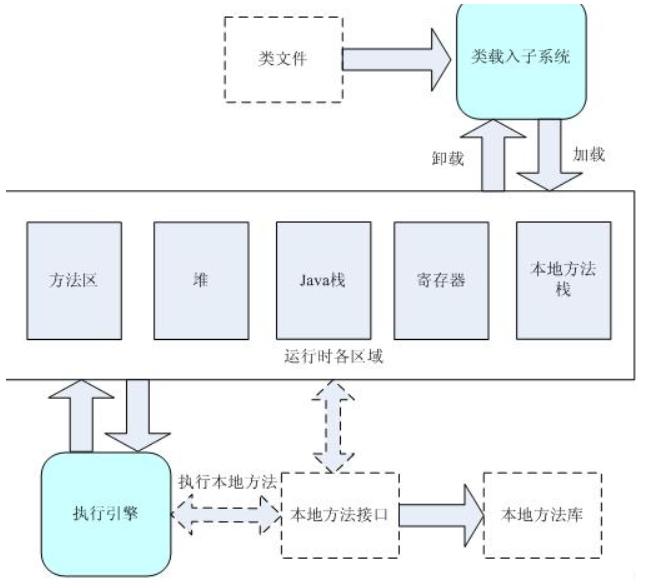 类文件
类载入子系统
卸载
加载
方法区
堆
Java栈
寄存器
本地方法
栈
运行时各区域
执行引擎
执行本地方法
本地方法接口
本地方法库